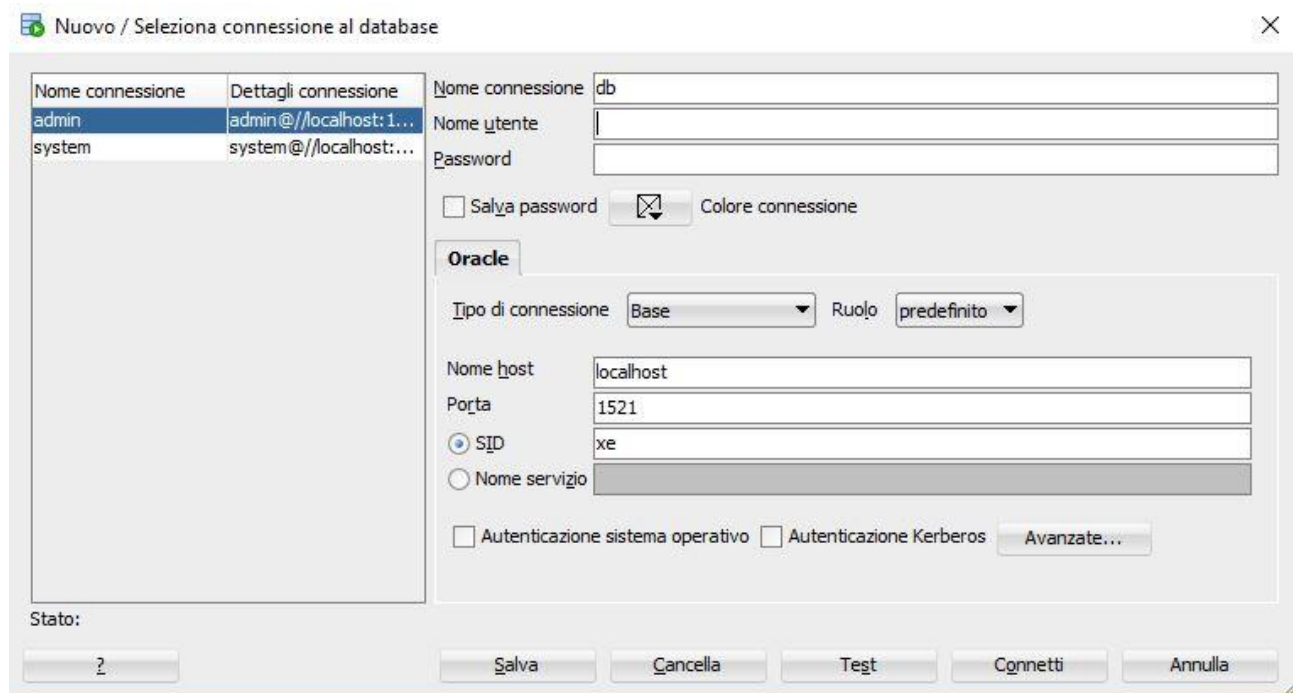 Nuovo / Seleziona connessione al database
Nome connessione Dettagli connessione
admin admin@//localhost:1...
system system@//localhost:...
Nome connessione db
Nome utente
Password
Salva password Colore connessione
Oracle
Tipo di connessione Base Ruolo predefinito
Nome host localhost
Porta 1521
SID xe
Nome servizio
Autenticazione sistema operativo Autenticazione Kerberos Avanzate...
Stato:
? Salva Cancella Test Connetti Annulla